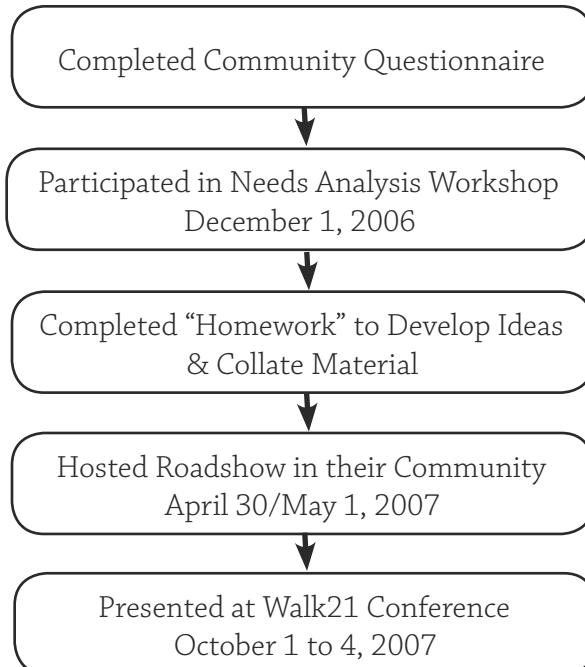 Completed Community Questionnaire
Participated in Needs Analysis Workshop
December 1, 2006
Completed “Homework” to Develop Ideas
& Collate Material
Hosted Roadshow in their Community
April 30/May 1, 2007
Presented at Walk21 Conference
October 1 to 4, 2007